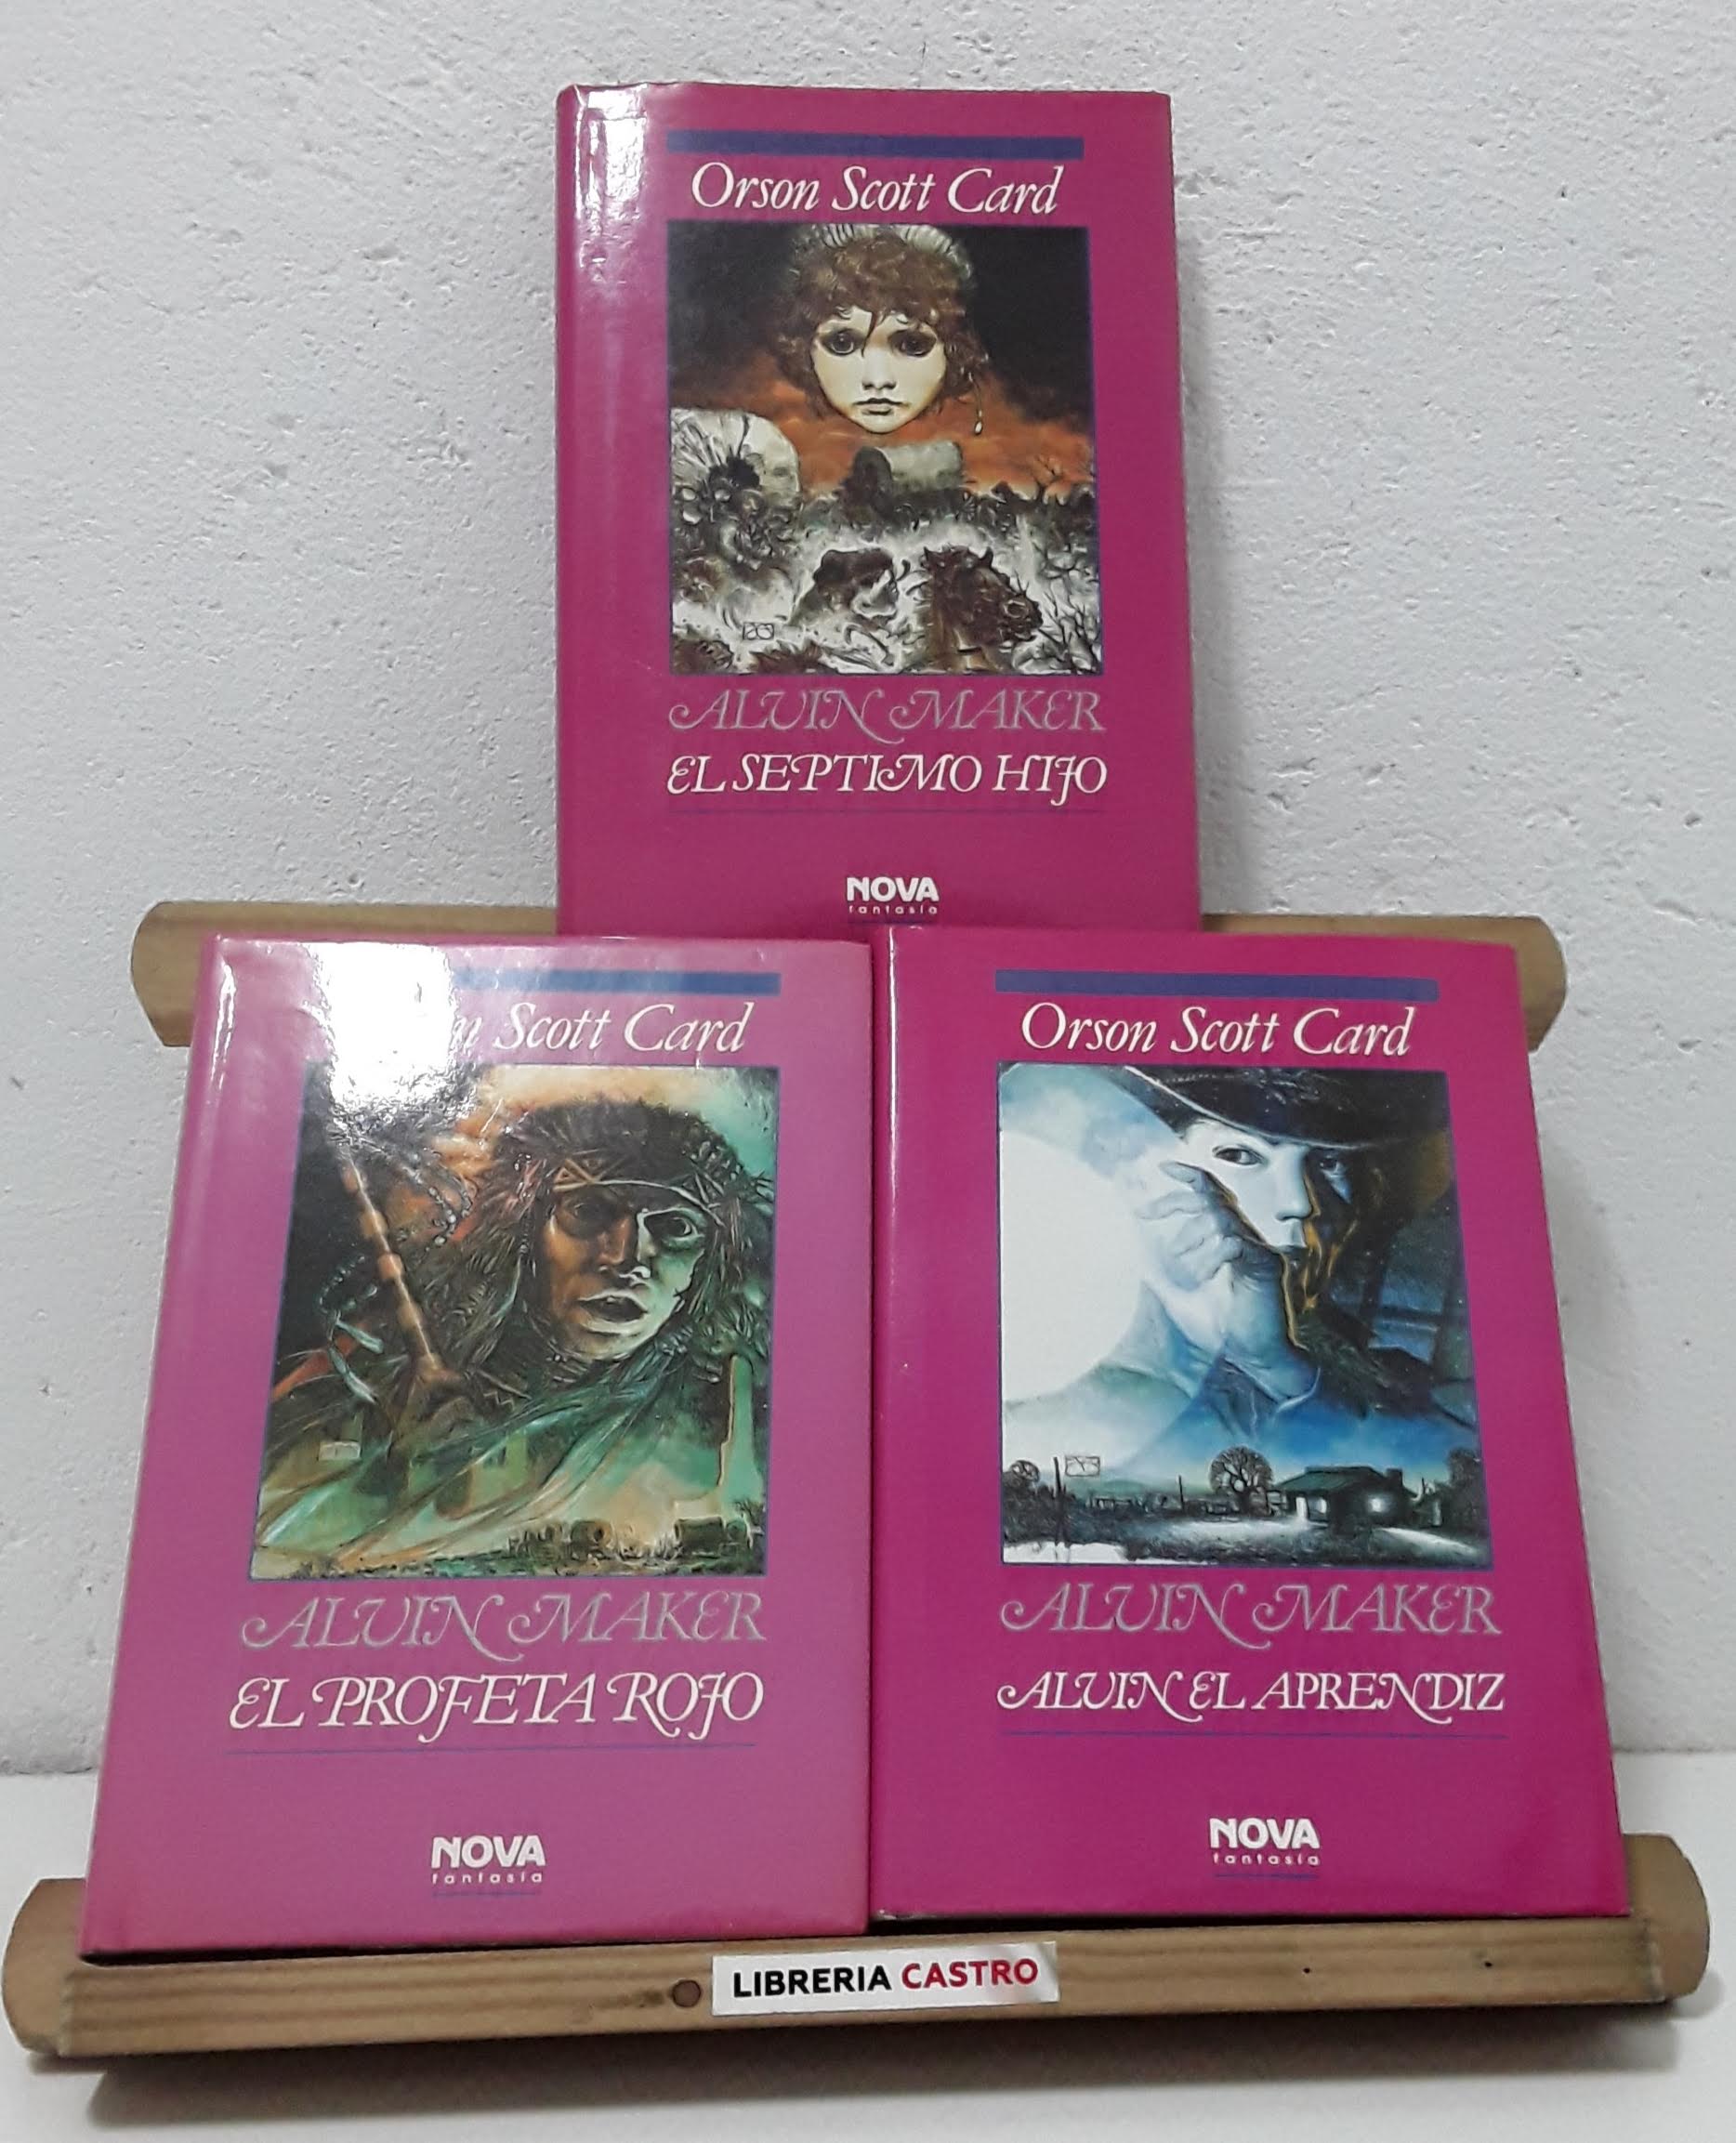 Orson Scott Card
ALVIN MAKER
EL SEPTIMO HIJO
NOVA
fantasía
Scott Card
ALVIN MAKER
EL PROFETA ROJO
NOVA
fantasía
Orson Scott Card
ALVIN MAKER
ALVIN EL APRENDIZ
NOVA
fantasía
LIBRERIA CASTRO